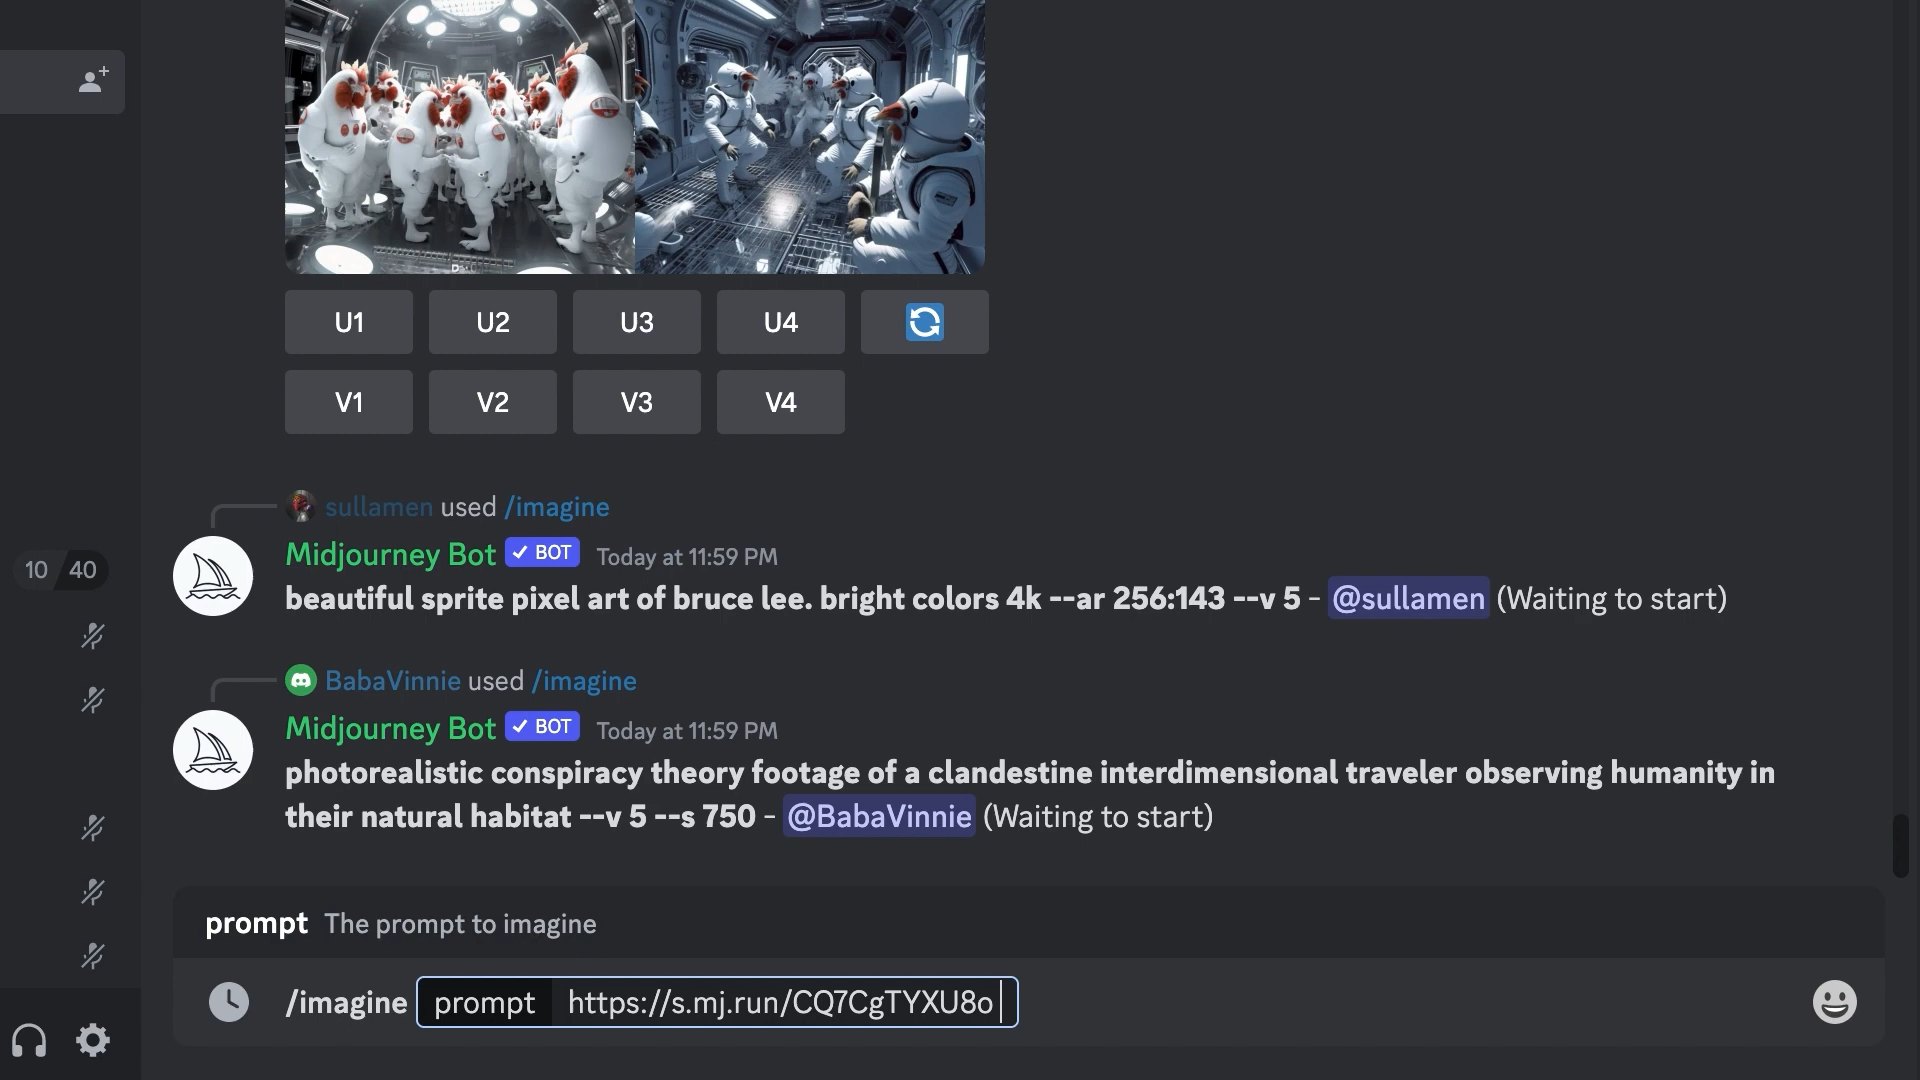 U1 U2 U3 U4
V1 V2 V3 V4
sullamen used /imagine
Midjourney Bot BOT Today at 11:59 PM
beautiful sprite pixel art of bruce lee. bright colors 4k --ar 256:143 --v 5 - @sullamen (Waiting to start)
BabaVinnie used /imagine
Midjourney Bot BOT Today at 11:59 PM
photorealistic conspiracy theory footage of a clandestine interdimensional traveler observing humanity in
their natural habitat --v 5 --s 750 - @BabaVinnie (Waiting to start)
10 40
prompt The prompt to imagine
/imagine prompt https://s.mj.run/CQ7CgTYXU8o